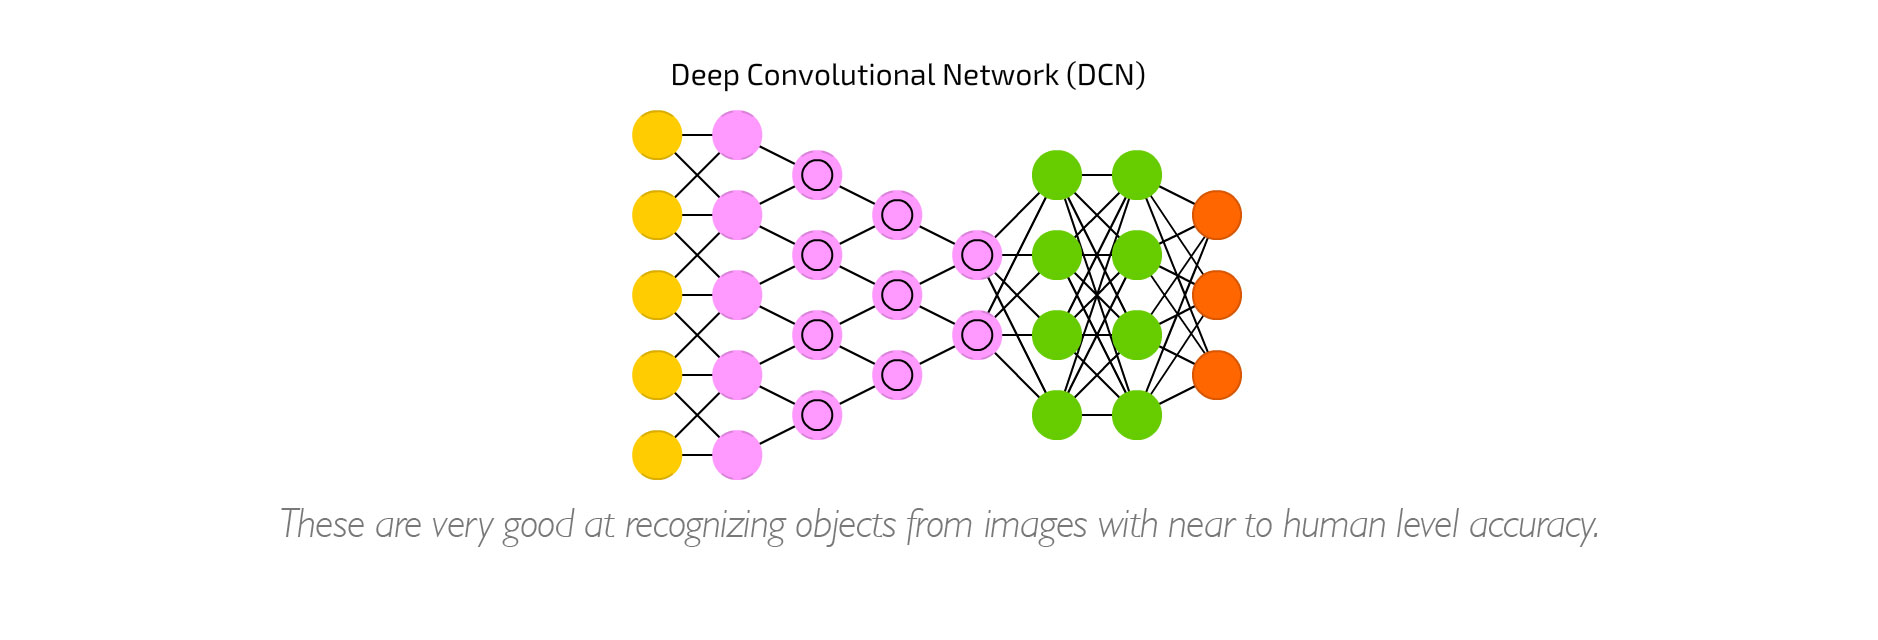 Deep Convolutional Network (DCN)
These are very good at recognizing objects from images with near to human level accuracy.